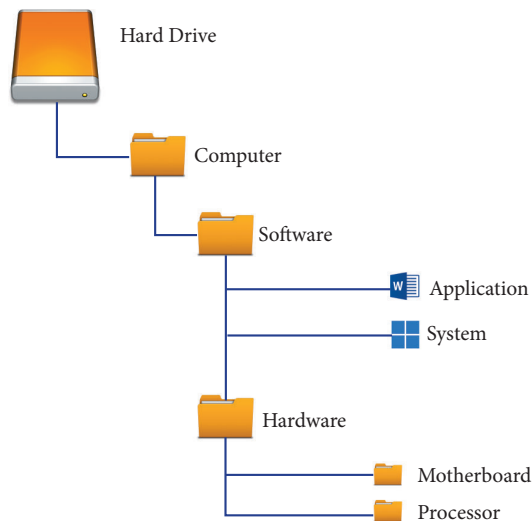 Hard Drive
Computer
Software
W
Application
System
Hardware
Motherboard
Processor